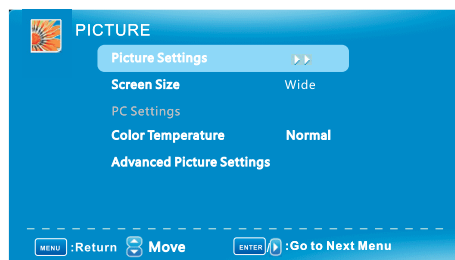 PICTURE
Picture Settings
Screen Size Wide
PC Settings
Color Temperature Normal
Advanced Picture Settings
MENU :Return Move ENTER / :Go to Next Menu